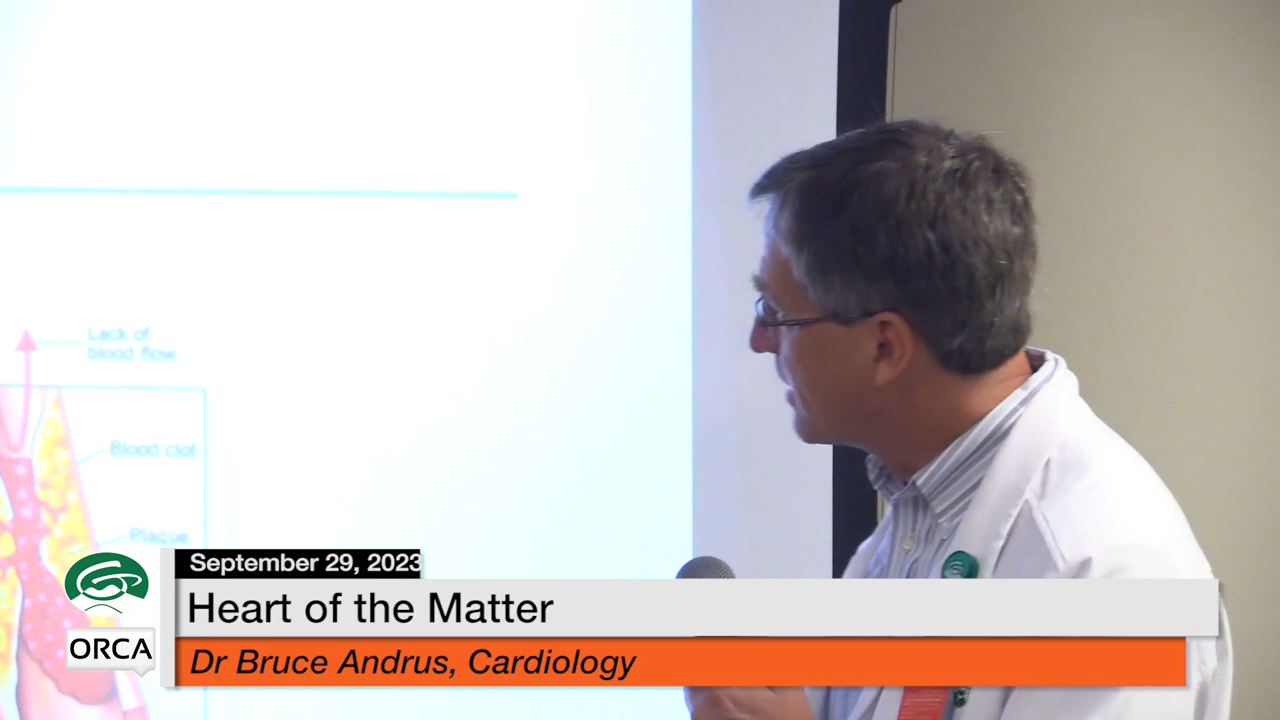 Lack of
blood flow
Blood clot
Plaque
September 29, 2023
Heart of the Matter
ORCA
Dr Bruce Andrus, Cardiology